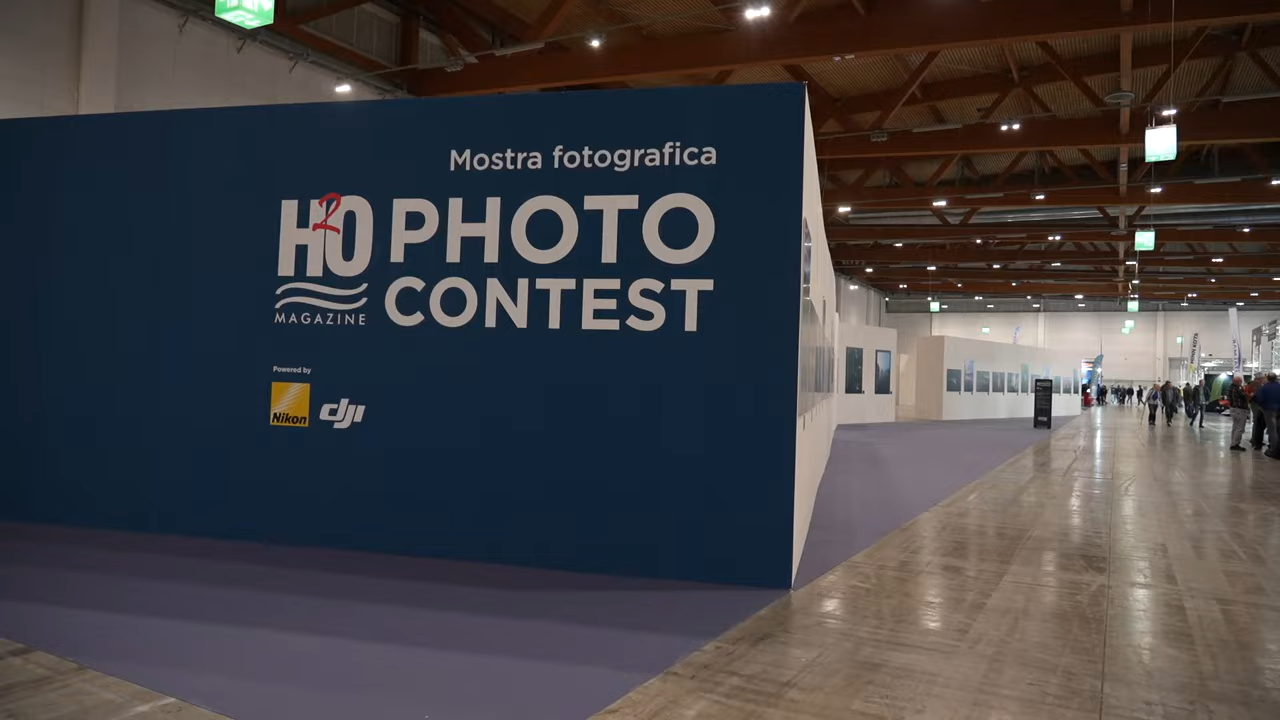 Mostra fotografica
H2O PHOTO
CONTEST
MAGAZINE
Powered by
Nikon dji